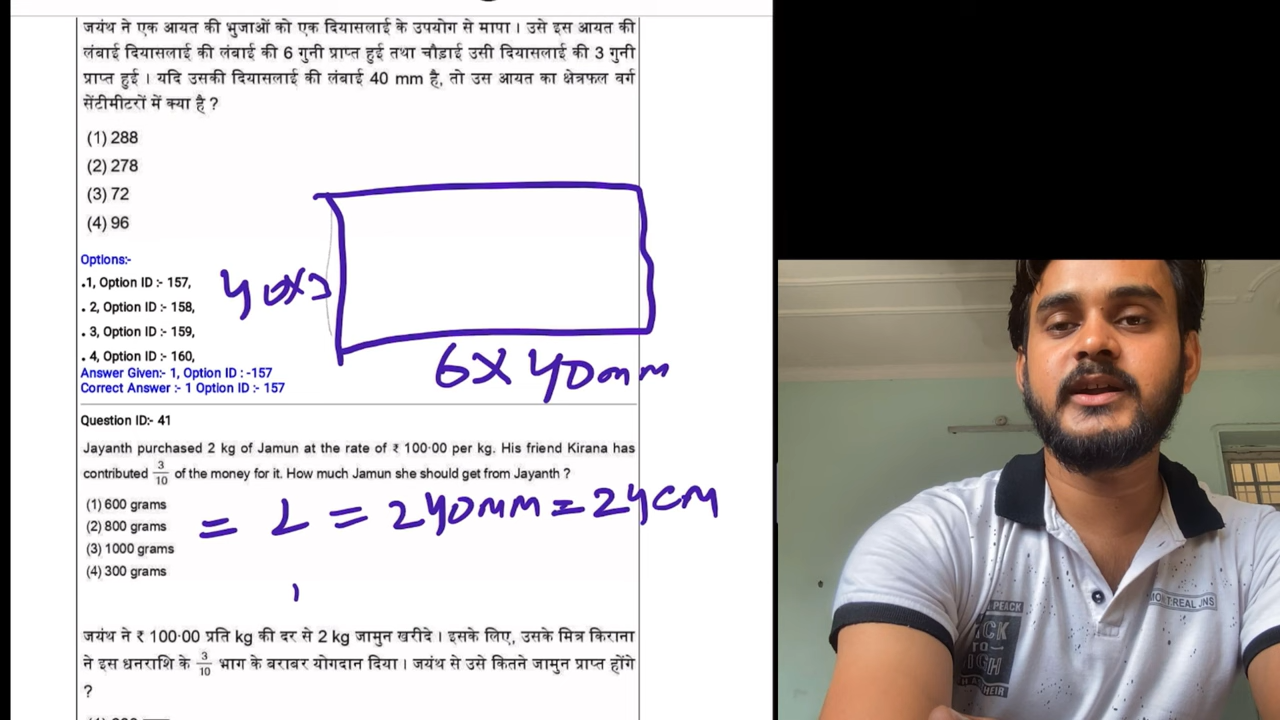 जयंथ ने एक आयत की भुजाओं को एक दियासलाई के उपयोग से मापा । उसे इस आयत की
लंबाई दियासलाई की लंबाई की 6 गुनी प्राप्त हुई तथा चौड़ाई उसी दियासलाई की 3 गुनी
प्राप्त हुई । यदि उसकी दियासलाई की लंबाई 40 mm है, तो उस आयत का क्षेत्रफल वर्ग
सेंटीमीटरों में क्या है ?
(1) 288
(2) 278
(3) 72
(4) 96
Options:-
.1, Option ID :- 157,
. 2, Option ID :- 158,
. 3, Option ID :- 159,
. 4, Option ID :- 160,
Answer Given:- 1, Option ID : -157
Correct Answer :- 1 Option ID :- 157
40x3
6x 40mm
Question ID:- 41
Jayanth purchased 2 kg of Jamun at the rate of ₹ 100·00 per kg. His friend Kirana has
contributed 3/10 of the money for it. How much Jamun she should get from Jayanth ?
(1) 600 grams
(2) 800 grams
(3) 1000 grams
(4) 300 grams
= L = 240mm = 24cm
जयंथ ने ₹ 100·00 प्रति kg की दर से 2 kg जामुन खरीदे । इसके लिए, उसके मित्र किराना
ने इस धनराशि के 3/10 भाग के बराबर योगदान दिया । जयंथ से उसे कितने जामुन प्राप्त होंगे
?
PEACK
HEIR